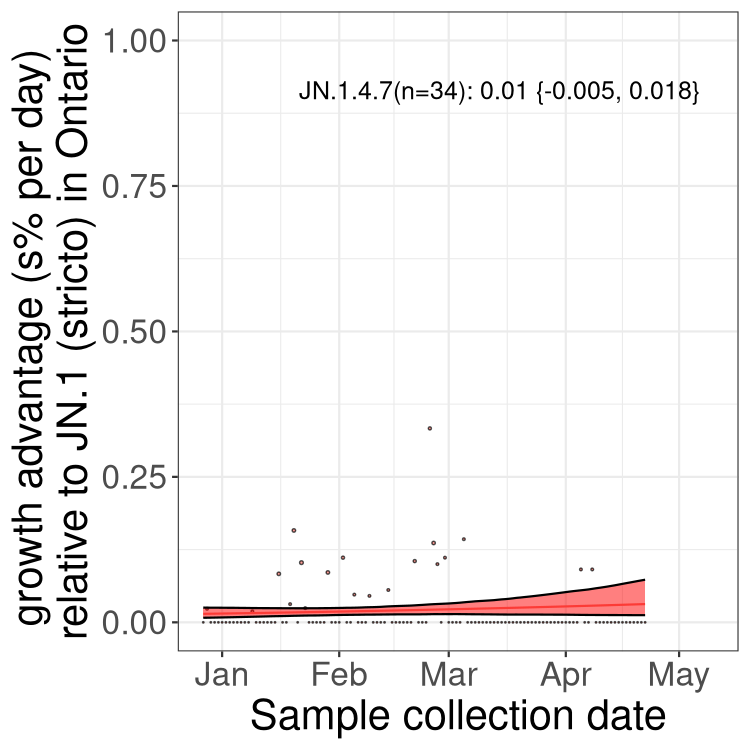 growth advantage (s% per day)
relative to JN.1 (stricto) in Ontario
1.00
0.75
0.50
0.25
0.00
JN.1.4.7(n=34): 0.01 {-0.005, 0.018}
Jan Feb Mar Apr May
Sample collection date